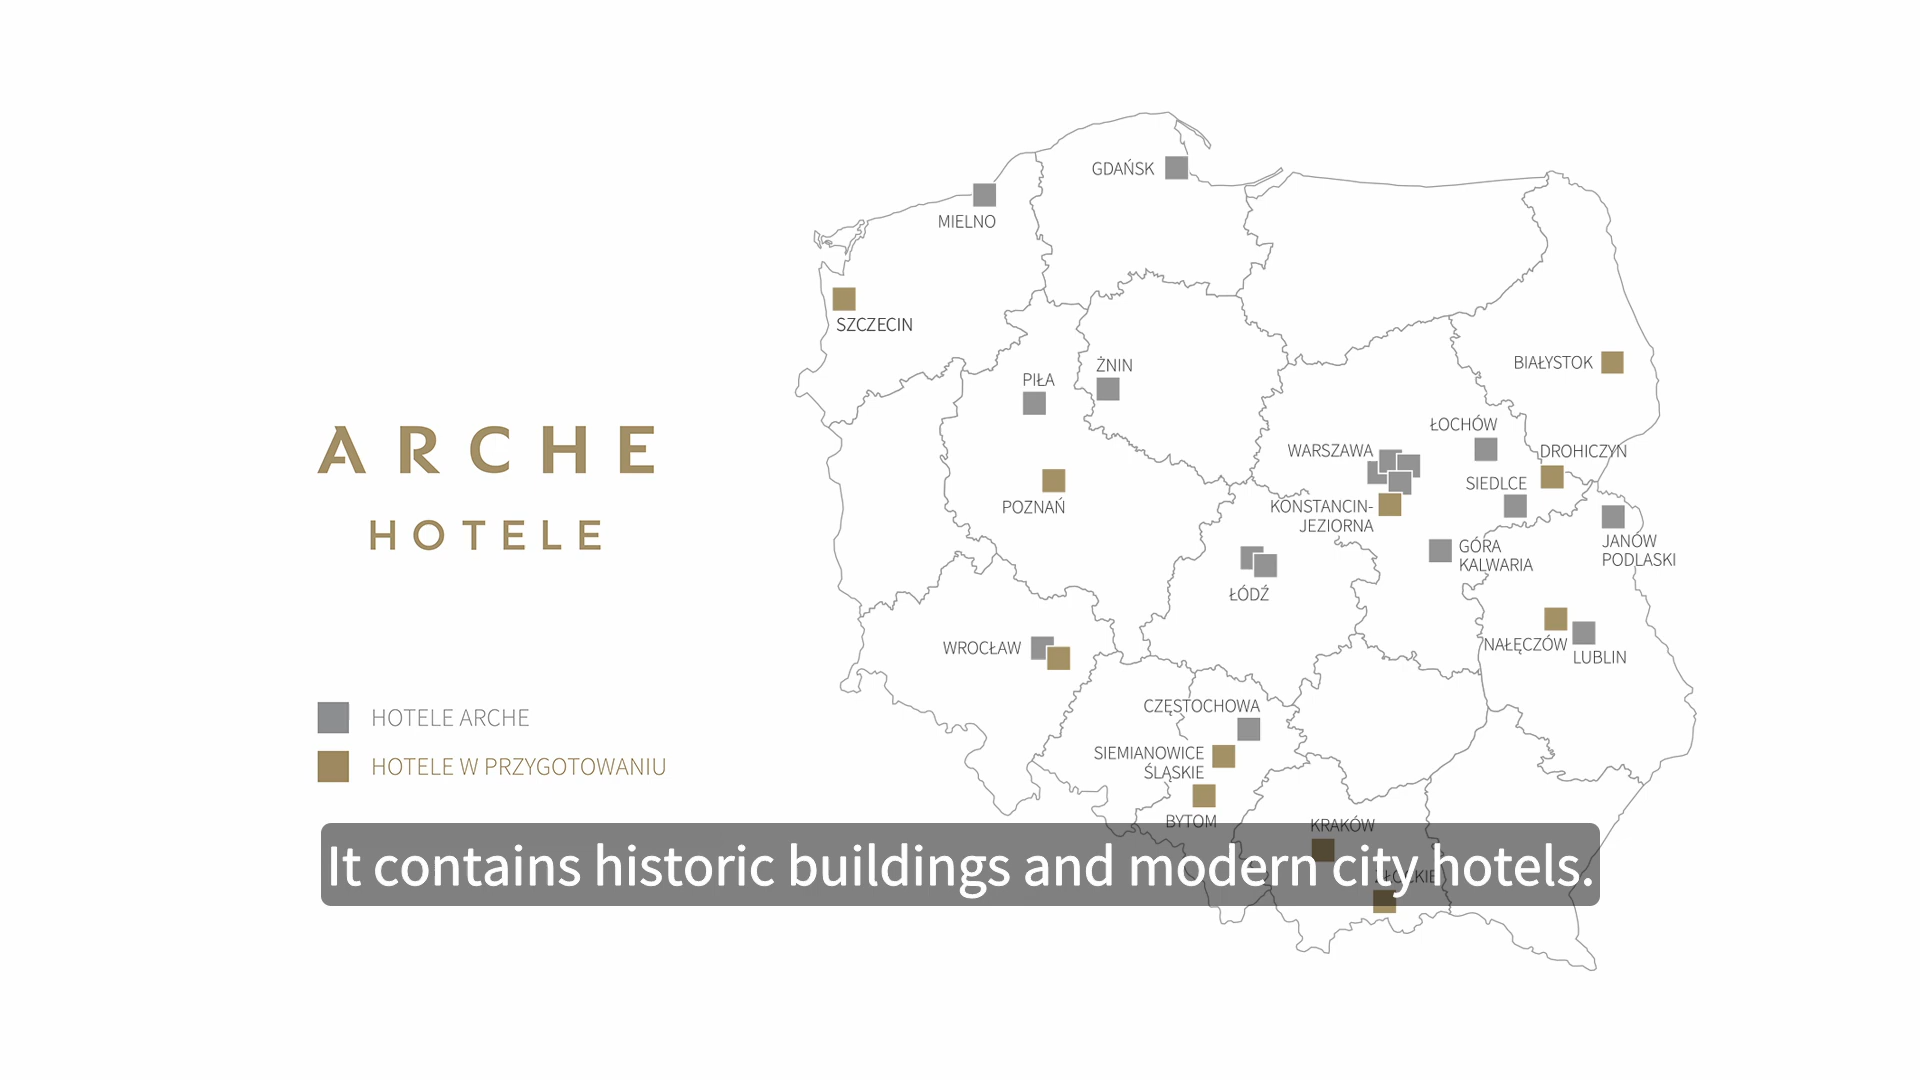 GDAŃSK
MIELNO
SZCZECIN
BIAŁYSTOK
ŻNIN
PIŁA
ŁOCHÓW
ARCHE
HOTELE
WARSZAWA
DROHICZYN
SIEDLCE
POZNAŃ
KONSTANCIN-
JEZIORNA
JANÓW
PODLASKI
GÓRA
KALWARIA
ŁÓDŹ
WROCŁAW
NAŁĘCZÓW
LUBLIN
CZĘSTOCHOWA
HOTELE ARCHE
SIEMIANOWICE
ŚLĄSKIE
HOTELE W PRZYGOTOWANIU
BYTOM
KRAKÓW
It contains historic buildings and modern city hotels.